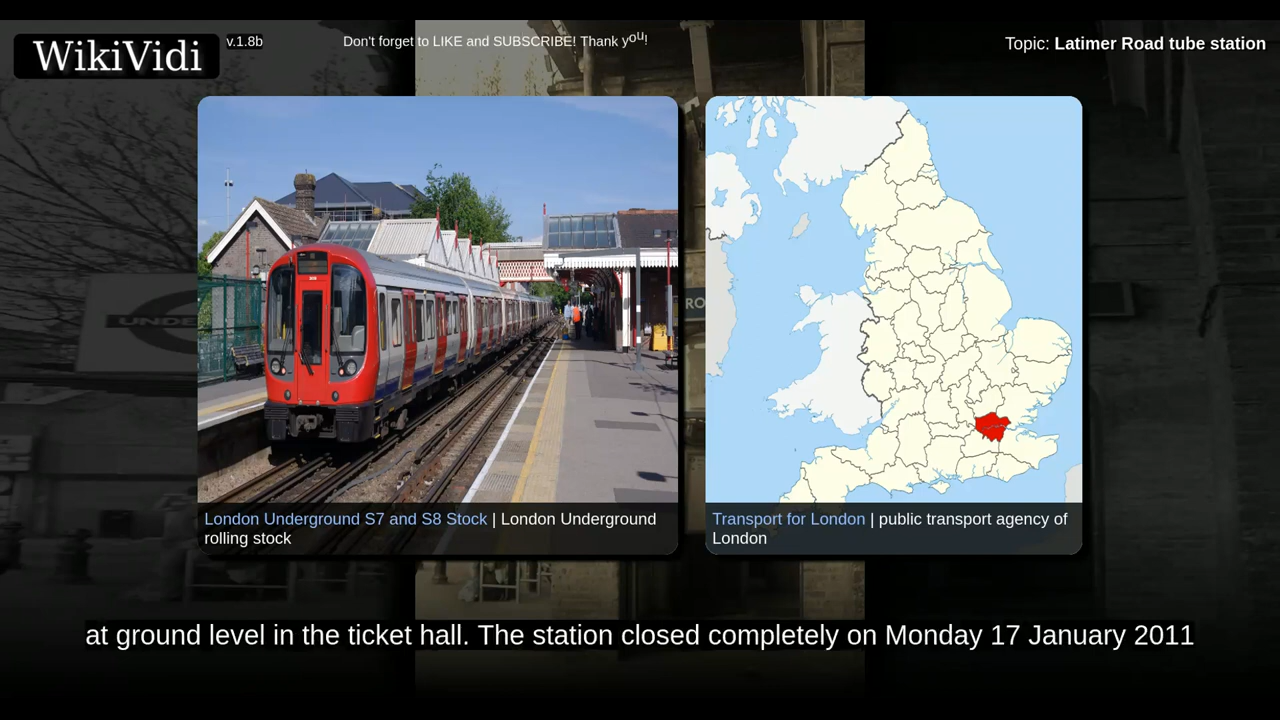 WikiVidi
v.1.8b
Don't forget to LIKE and SUBSCRIBE! Thank you!
Topic: Latimer Road tube station
UNDE
RO
London Underground S7 and S8 Stock | London Underground
rolling stock
Transport for London | public transport agency of
London
at ground level in the ticket hall. The station closed completely on Monday 17 January 2011